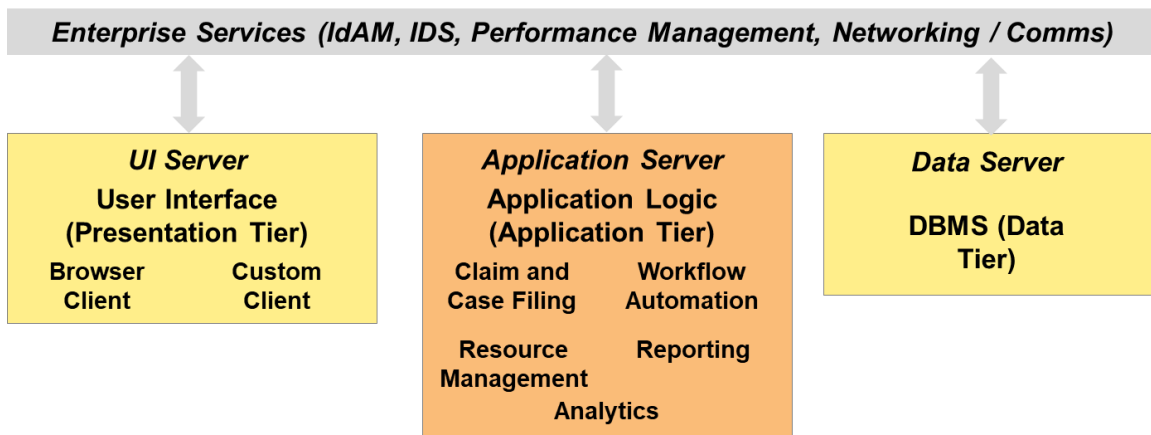 Enterprise Services (IdAM, IDS, Performance Management, Networking / Comms)
UI Server
User Interface
(Presentation Tier)
Browser
Client
Custom
Client
Application Server
Application Logic
(Application Tier)
Claim and
Case Filing
Workflow
Automation
Resource
Management
Reporting
Analytics
Data Server
DBMS (Data
Tier)